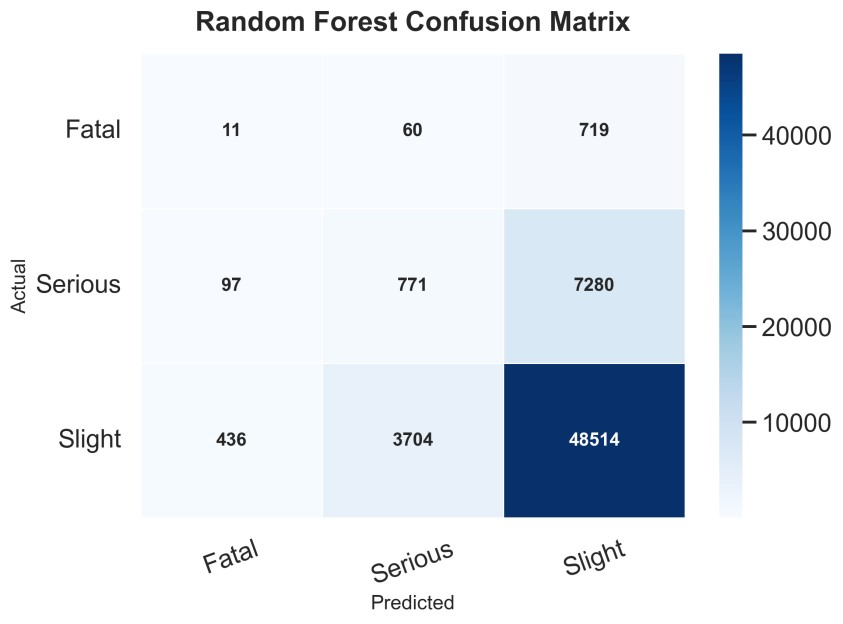 Random Forest Confusion Matrix
Actual
Fatal 11 60 719
Serious 97 771 7280
Slight 436 3704 48514
Fatal Serious Slight
Predicted
40000
30000
20000
10000